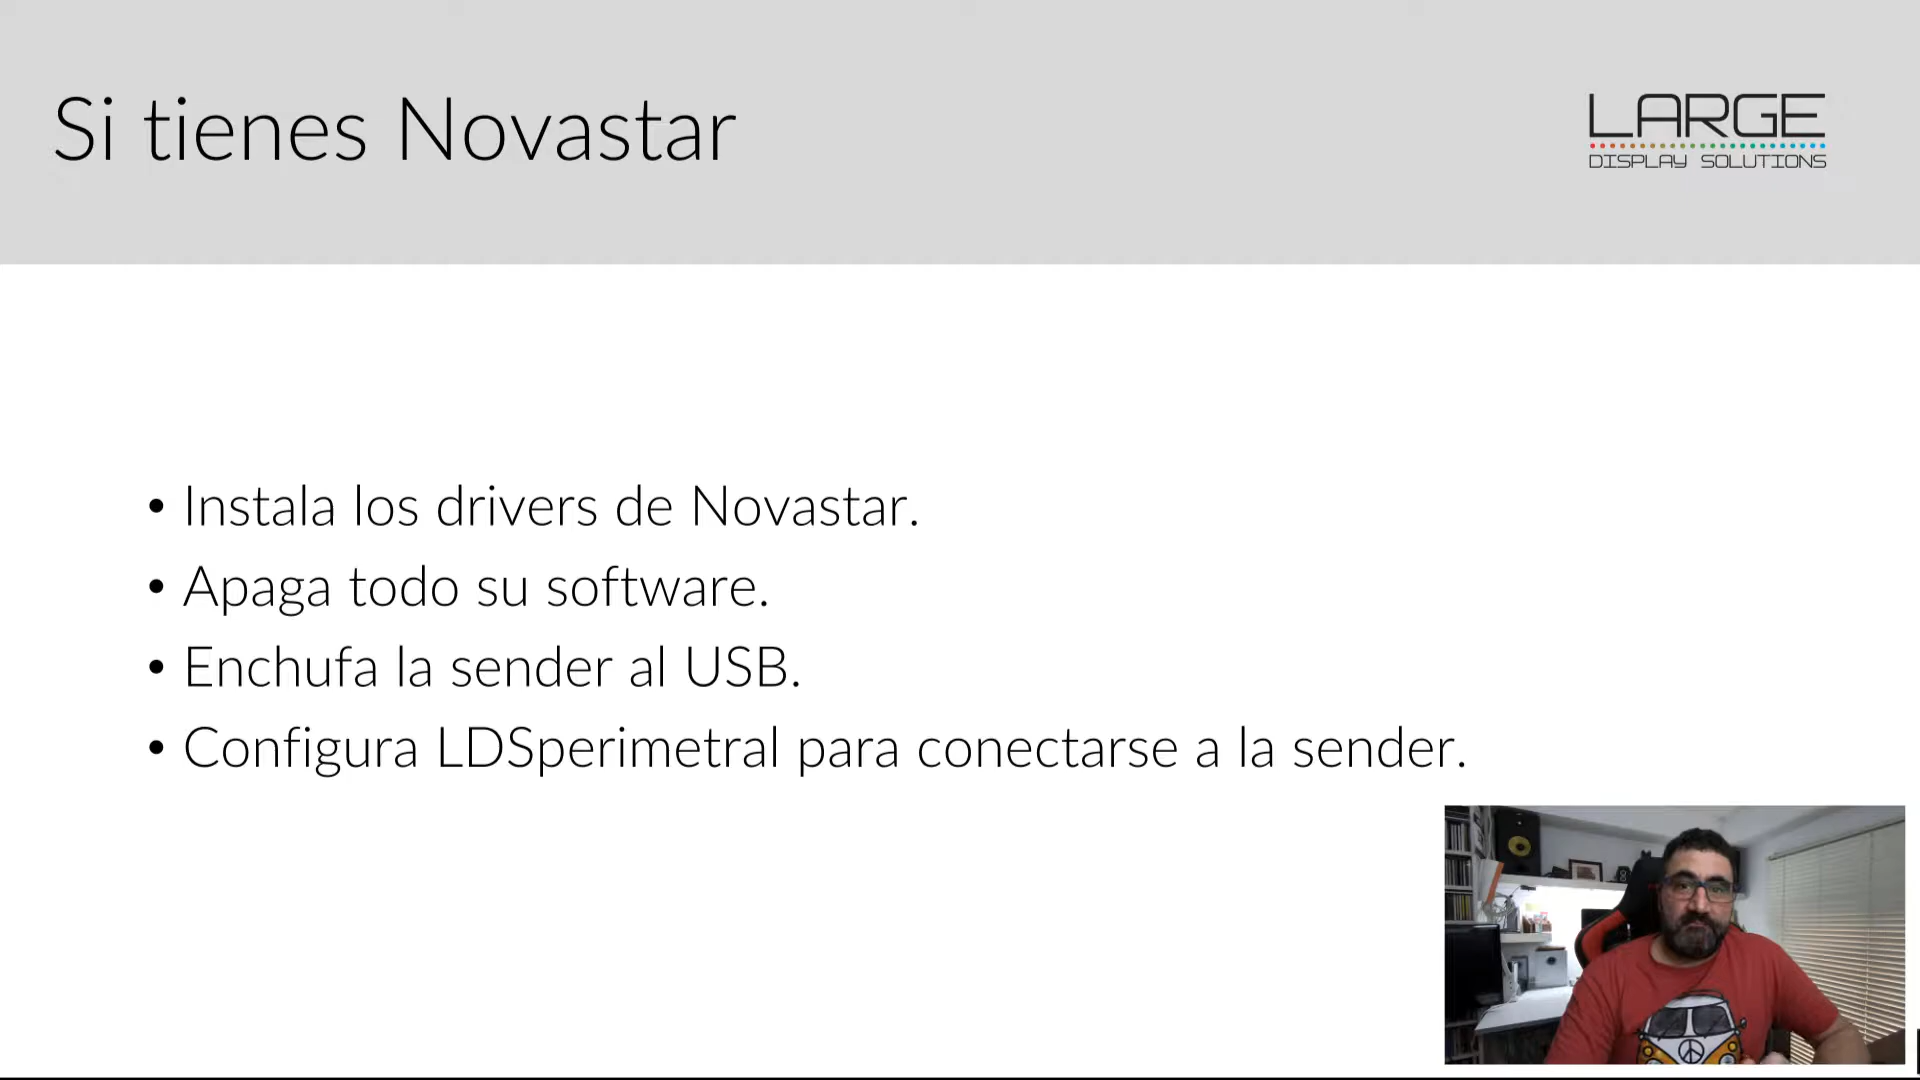 Si tienes Novastar
LARGE
DISPLAY SOLUTIONS
• Instala los drivers de Novastar.
• Apaga todo su software.
• Enchufa la sender al USB.
• Configura LDSperimetral para conectarse a la sender.